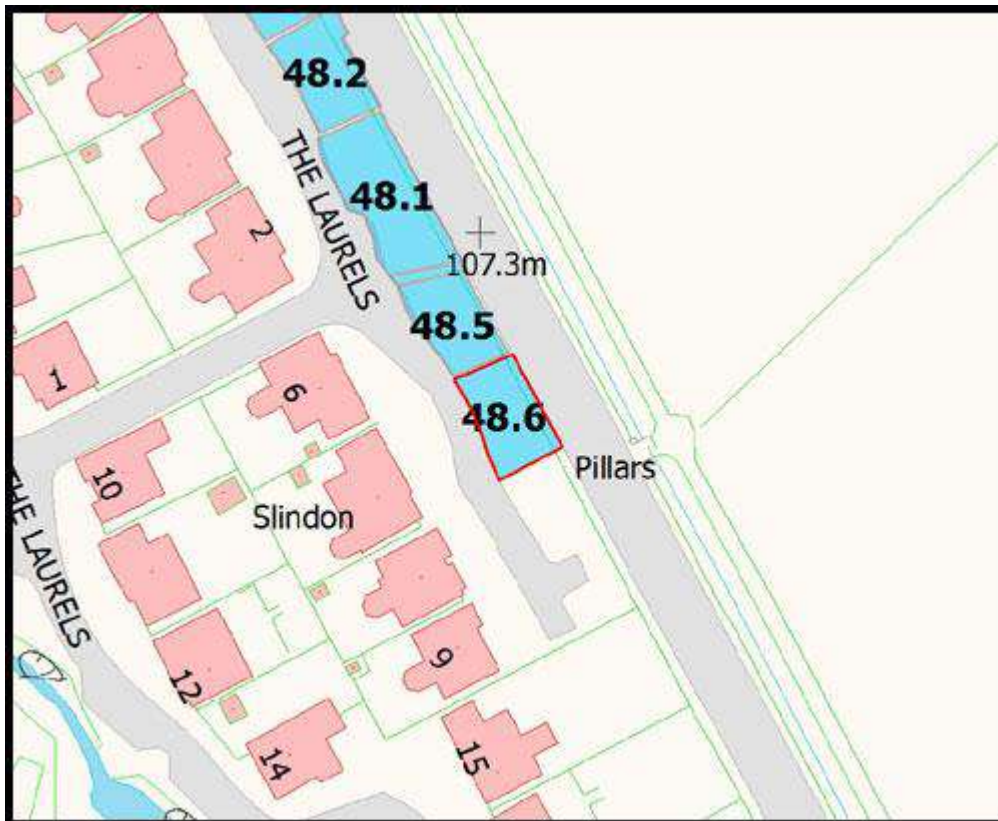 48.2
THE LAURELS
48.1
2
107.3m
48.5
1
6
48.6
10
Pillars
Slindon
THE LAURELS
9
12
14
15